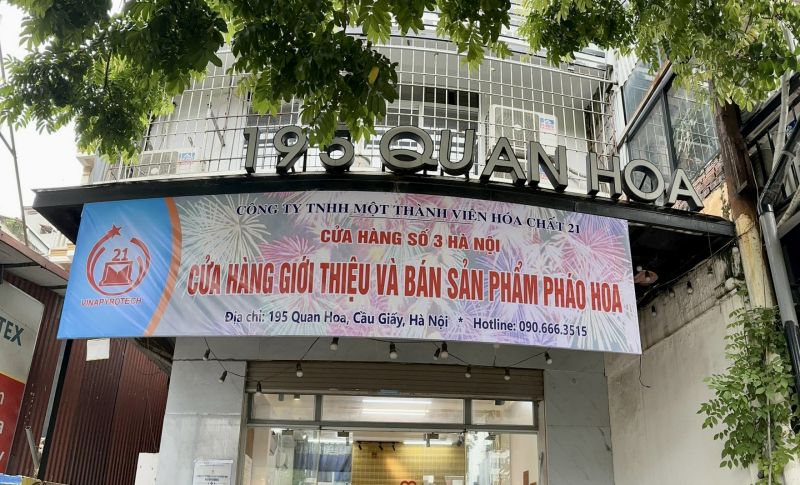 195 QUAN HOA
CÔNG TY TNHH MỘT THÀNH VIÊN HÓA CHẤT 21
CỬA HÀNG SỐ 3 HÀ NỘI
CỬA HÀNG GIỚI THIỆU VÀ BÁN SẢN PHẨM PHÁO HOA
Địa chỉ: 195 Quan Hoa, Cầu Giấy, Hà Nội * Hotline: 090.666.3515
21
VINAPYROTECH
TEX